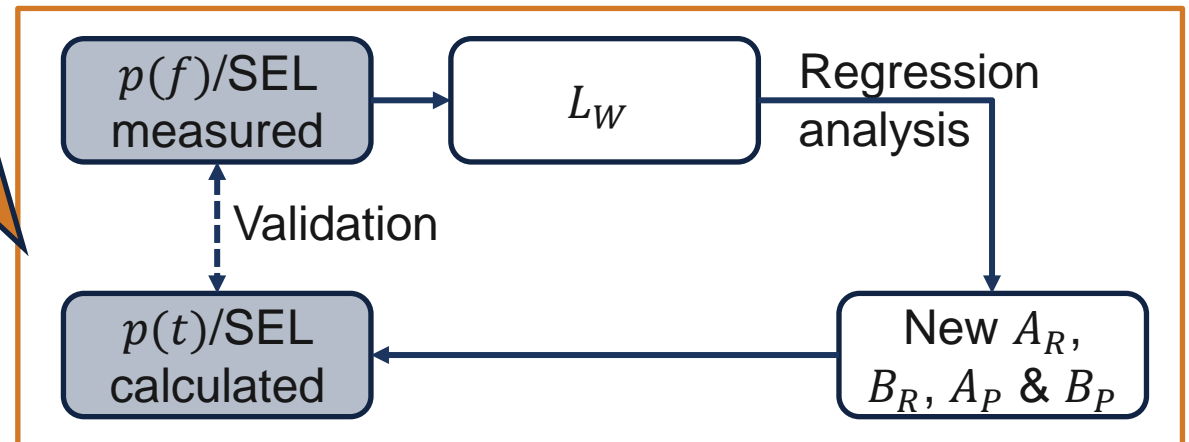 p(f)/SEL
measured
L_W
Regression
analysis
Validation
p(t)/SEL
calculated
New A_R,
B_R, A_P & B_P